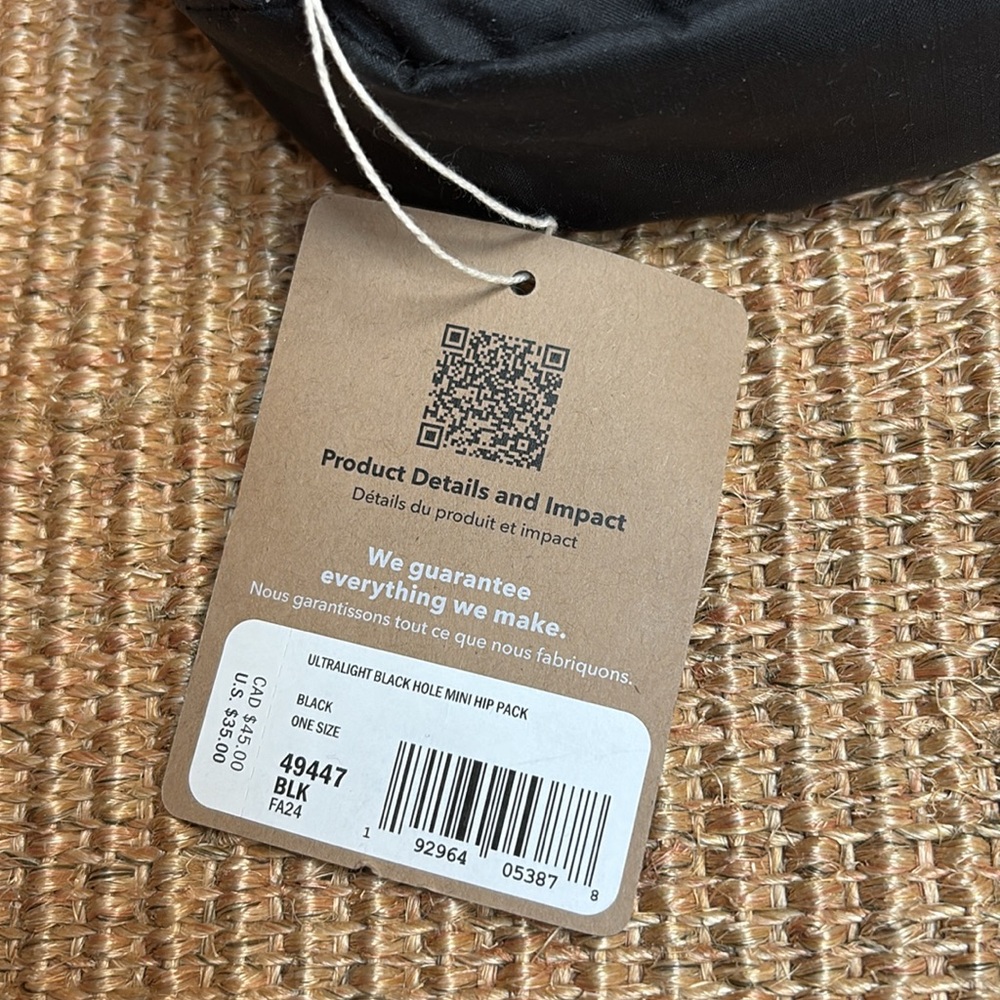 Product Details and Impact
Détails du produit et impact
We guarantee
everything we make.
Nous garantissons tout ce que nous fabriquons.
ULTRALIGHT BLACK HOLE MINI HIP PACK
BLACK
ONE SIZE
CAD $45.00
U.S. $35.00
49447
BLK
FA24
1 92964 05387 8